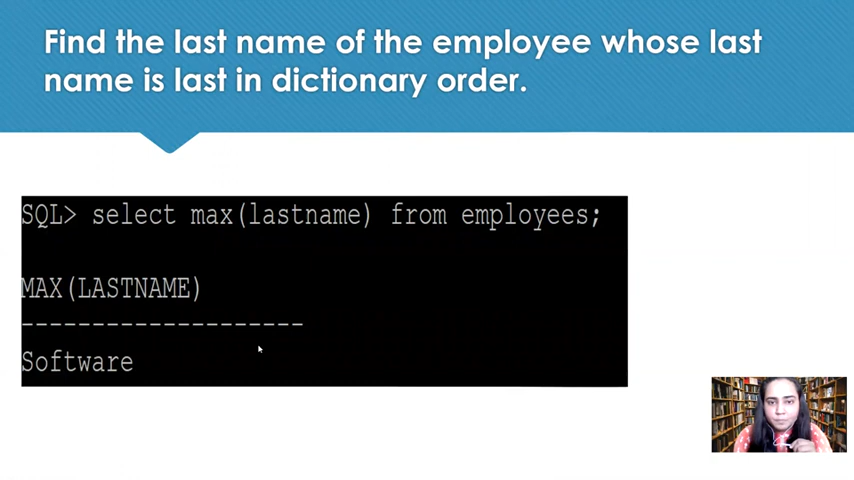 Find the last name of the employee whose last
name is last in dictionary order.
SQL> select max(lastname) from employees;
MAX(LASTNAME)
--------------------
Software